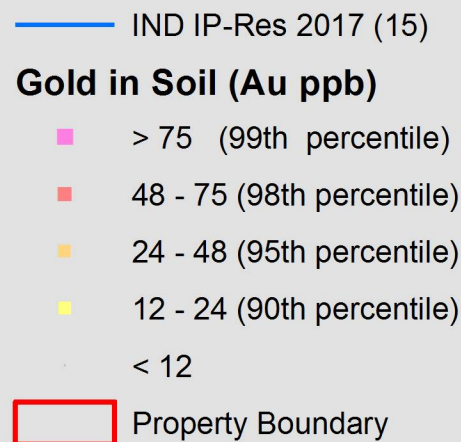 IND IP-Res 2017 (15)
Gold in Soil (Au ppb)
> 75 (99th percentile)
48 - 75 (98th percentile)
24 - 48 (95th percentile)
12 - 24 (90th percentile)
< 12
Property Boundary